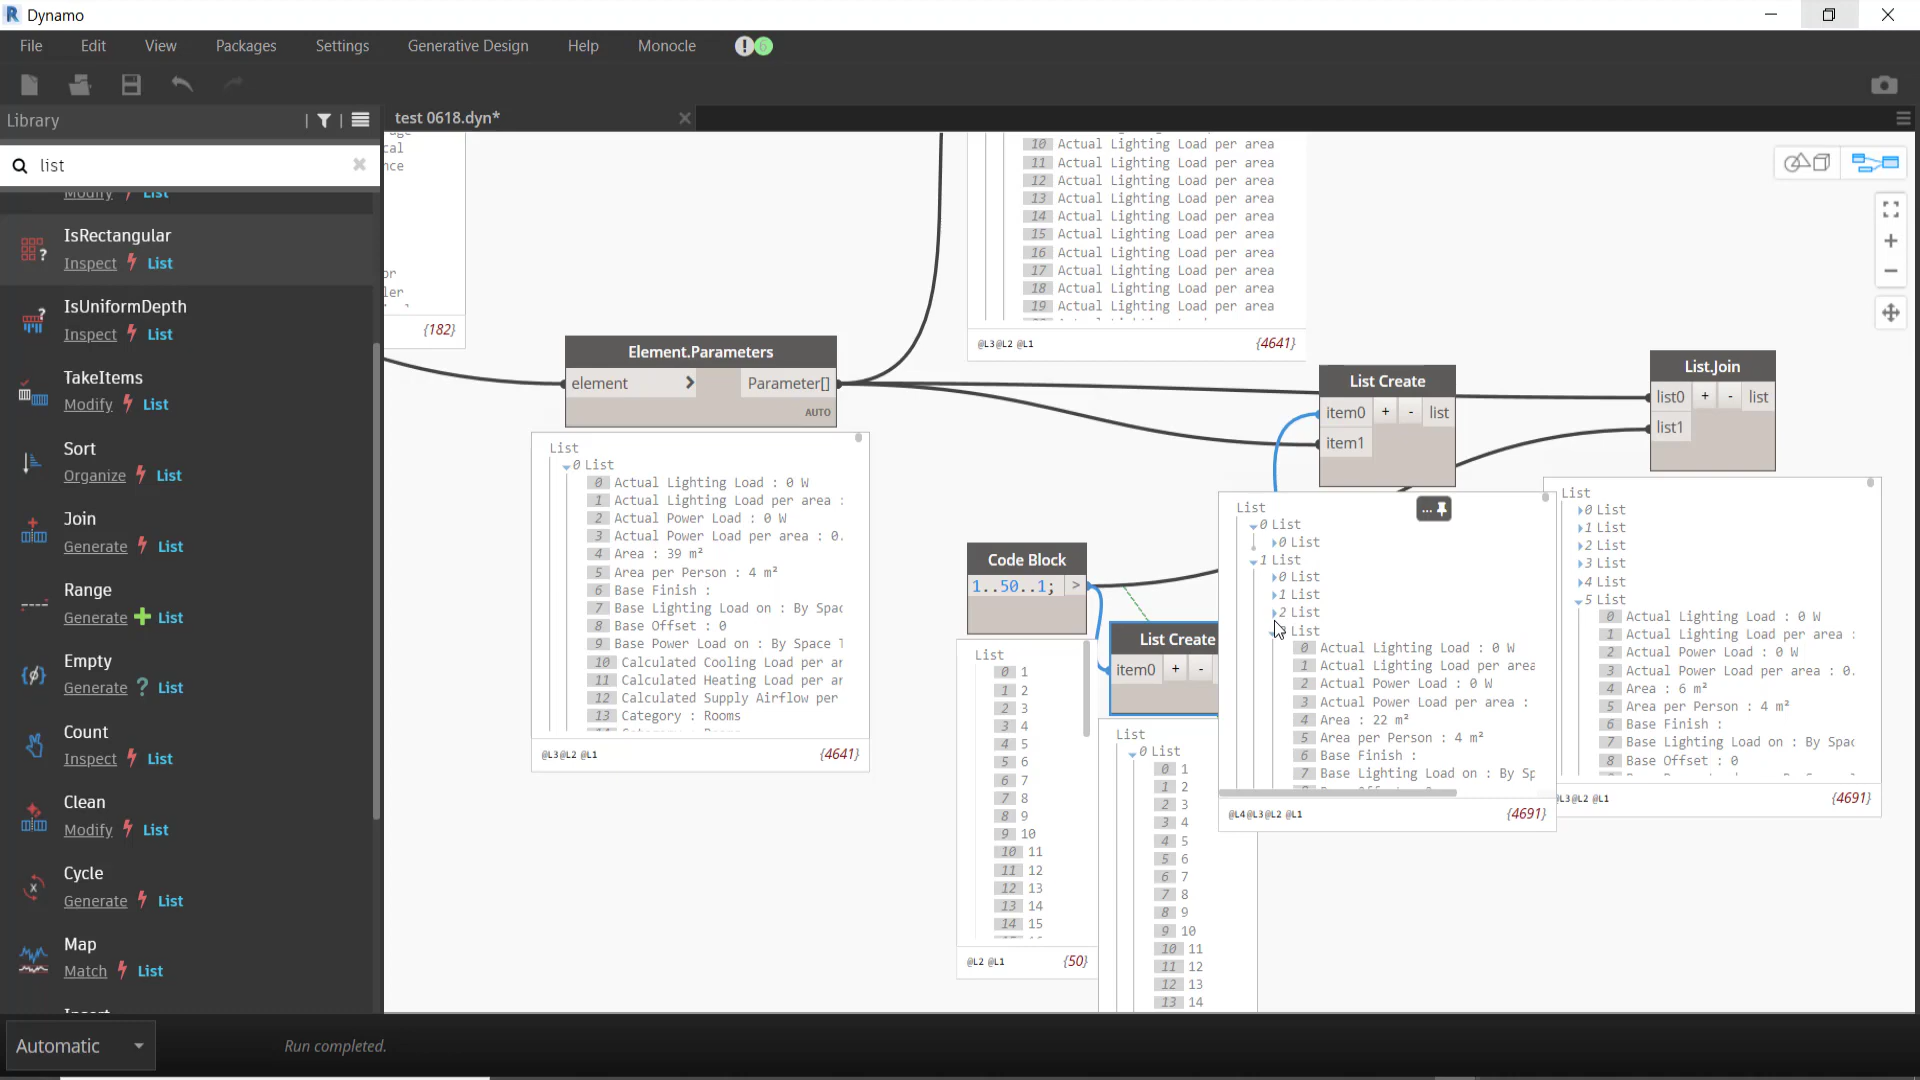 Dynamo
File Edit View Packages Settings Generative Design Help Monocle ! 6
Library
test 0618.dyn*
list
Modify List
IsRectangular
Inspect List
IsUniformDepth
Inspect List
TakeItems
Modify List
Sort
Organize List
Join
Generate List
Range
Generate List
Empty
Generate ? List
Count
Inspect List
Clean
Modify List
Cycle
Generate List
Map
Match List
Automatic
Run completed.
{182}
10 Actual Lighting Load per area
11 Actual Lighting Load per area
12 Actual Lighting Load per area
13 Actual Lighting Load per area
14 Actual Lighting Load per area
15 Actual Lighting Load per area
16 Actual Lighting Load per area
17 Actual Lighting Load per area
18 Actual Lighting Load per area
19 Actual Lighting Load per area
@L3 @L2 @L1 {4641}
Element.Parameters
element > Parameter[]
AUTO
List
0 List
0 Actual Lighting Load : 0 W
1 Actual Lighting Load per area :
2 Actual Power Load : 0 W
3 Actual Power Load per area : 0.
4 Area : 39 m²
5 Area per Person : 4 m²
6 Base Finish :
7 Base Lighting Load on : By Spac
8 Base Offset : 0
9 Base Power Load on : By Space T
10 Calculated Cooling Load per ar
11 Calculated Heating Load per ar
12 Calculated Supply Airflow per
13 Category : Rooms
@L3 @L2 @L1 {4641}
Code Block
1..50..1; >
List
0 1
1 2
2 3
3 4
4 5
5 6
6 7
7 8
8 9
9 10
10 11
11 12
12 13
13 14
14 15
@L2 @L1 {50}
List Create
item0 + -
List
0 List
0 1
1 2
2 3
3 4
4 5
5 6
6 7
7 8
8 9
9 10
10 11
11 12
12 13
13 14
List Create
item0 + - list
item1
List
0 List
0 List
1 List
0 List
1 List
2 List
List
0 Actual Lighting Load : 0 W
1 Actual Lighting Load per area
2 Actual Power Load : 0 W
3 Actual Power Load per area :
4 Area : 22 m²
5 Area per Person : 4 m²
6 Base Finish :
7 Base Lighting Load on : By Sp
@L4 @L3 @L2 @L1 {4691}
List.Join
list0 + - list
list1
List
0 List
1 List
2 List
3 List
4 List
5 List
0 Actual Lighting Load : 0 W
1 Actual Lighting Load per area :
2 Actual Power Load : 0 W
3 Actual Power Load per area : 0.
4 Area : 6 m²
5 Area per Person : 4 m²
6 Base Finish :
7 Base Lighting Load on : By Spac
8 Base Offset : 0
L3 @L2 @L1 {4691}